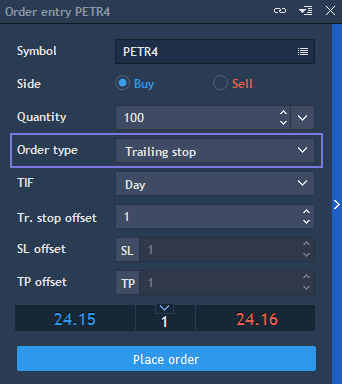 Order entry PETR4
Symbol PETR4
Side Buy Sell
Quantity 100
Order type Trailing stop
TIF Day
Tr. stop offset 1
SL offset SL 1
TP offset TP 1
24.15 1 24.16
Place order